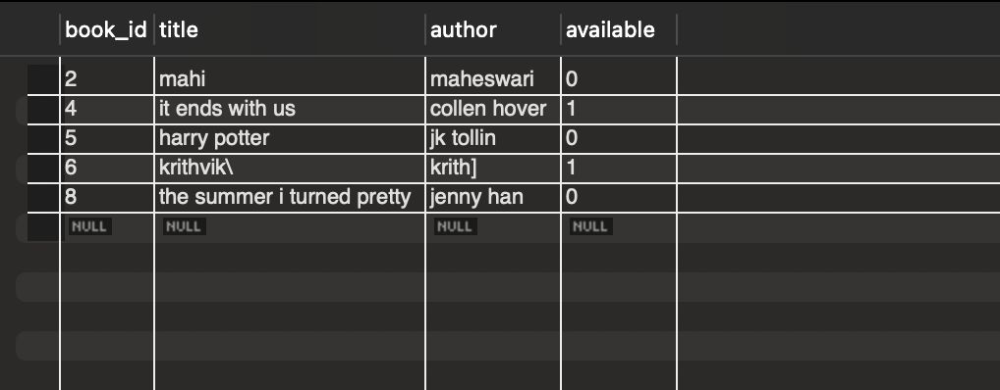 book_id title author available
2 mahi maheswari 0
4 it ends with us collen hover 1
5 harry potter jk tollin 0
6 krithvik\ krith] 1
8 the summer i turned pretty jenny han 0
NULL NULL NULL NULL